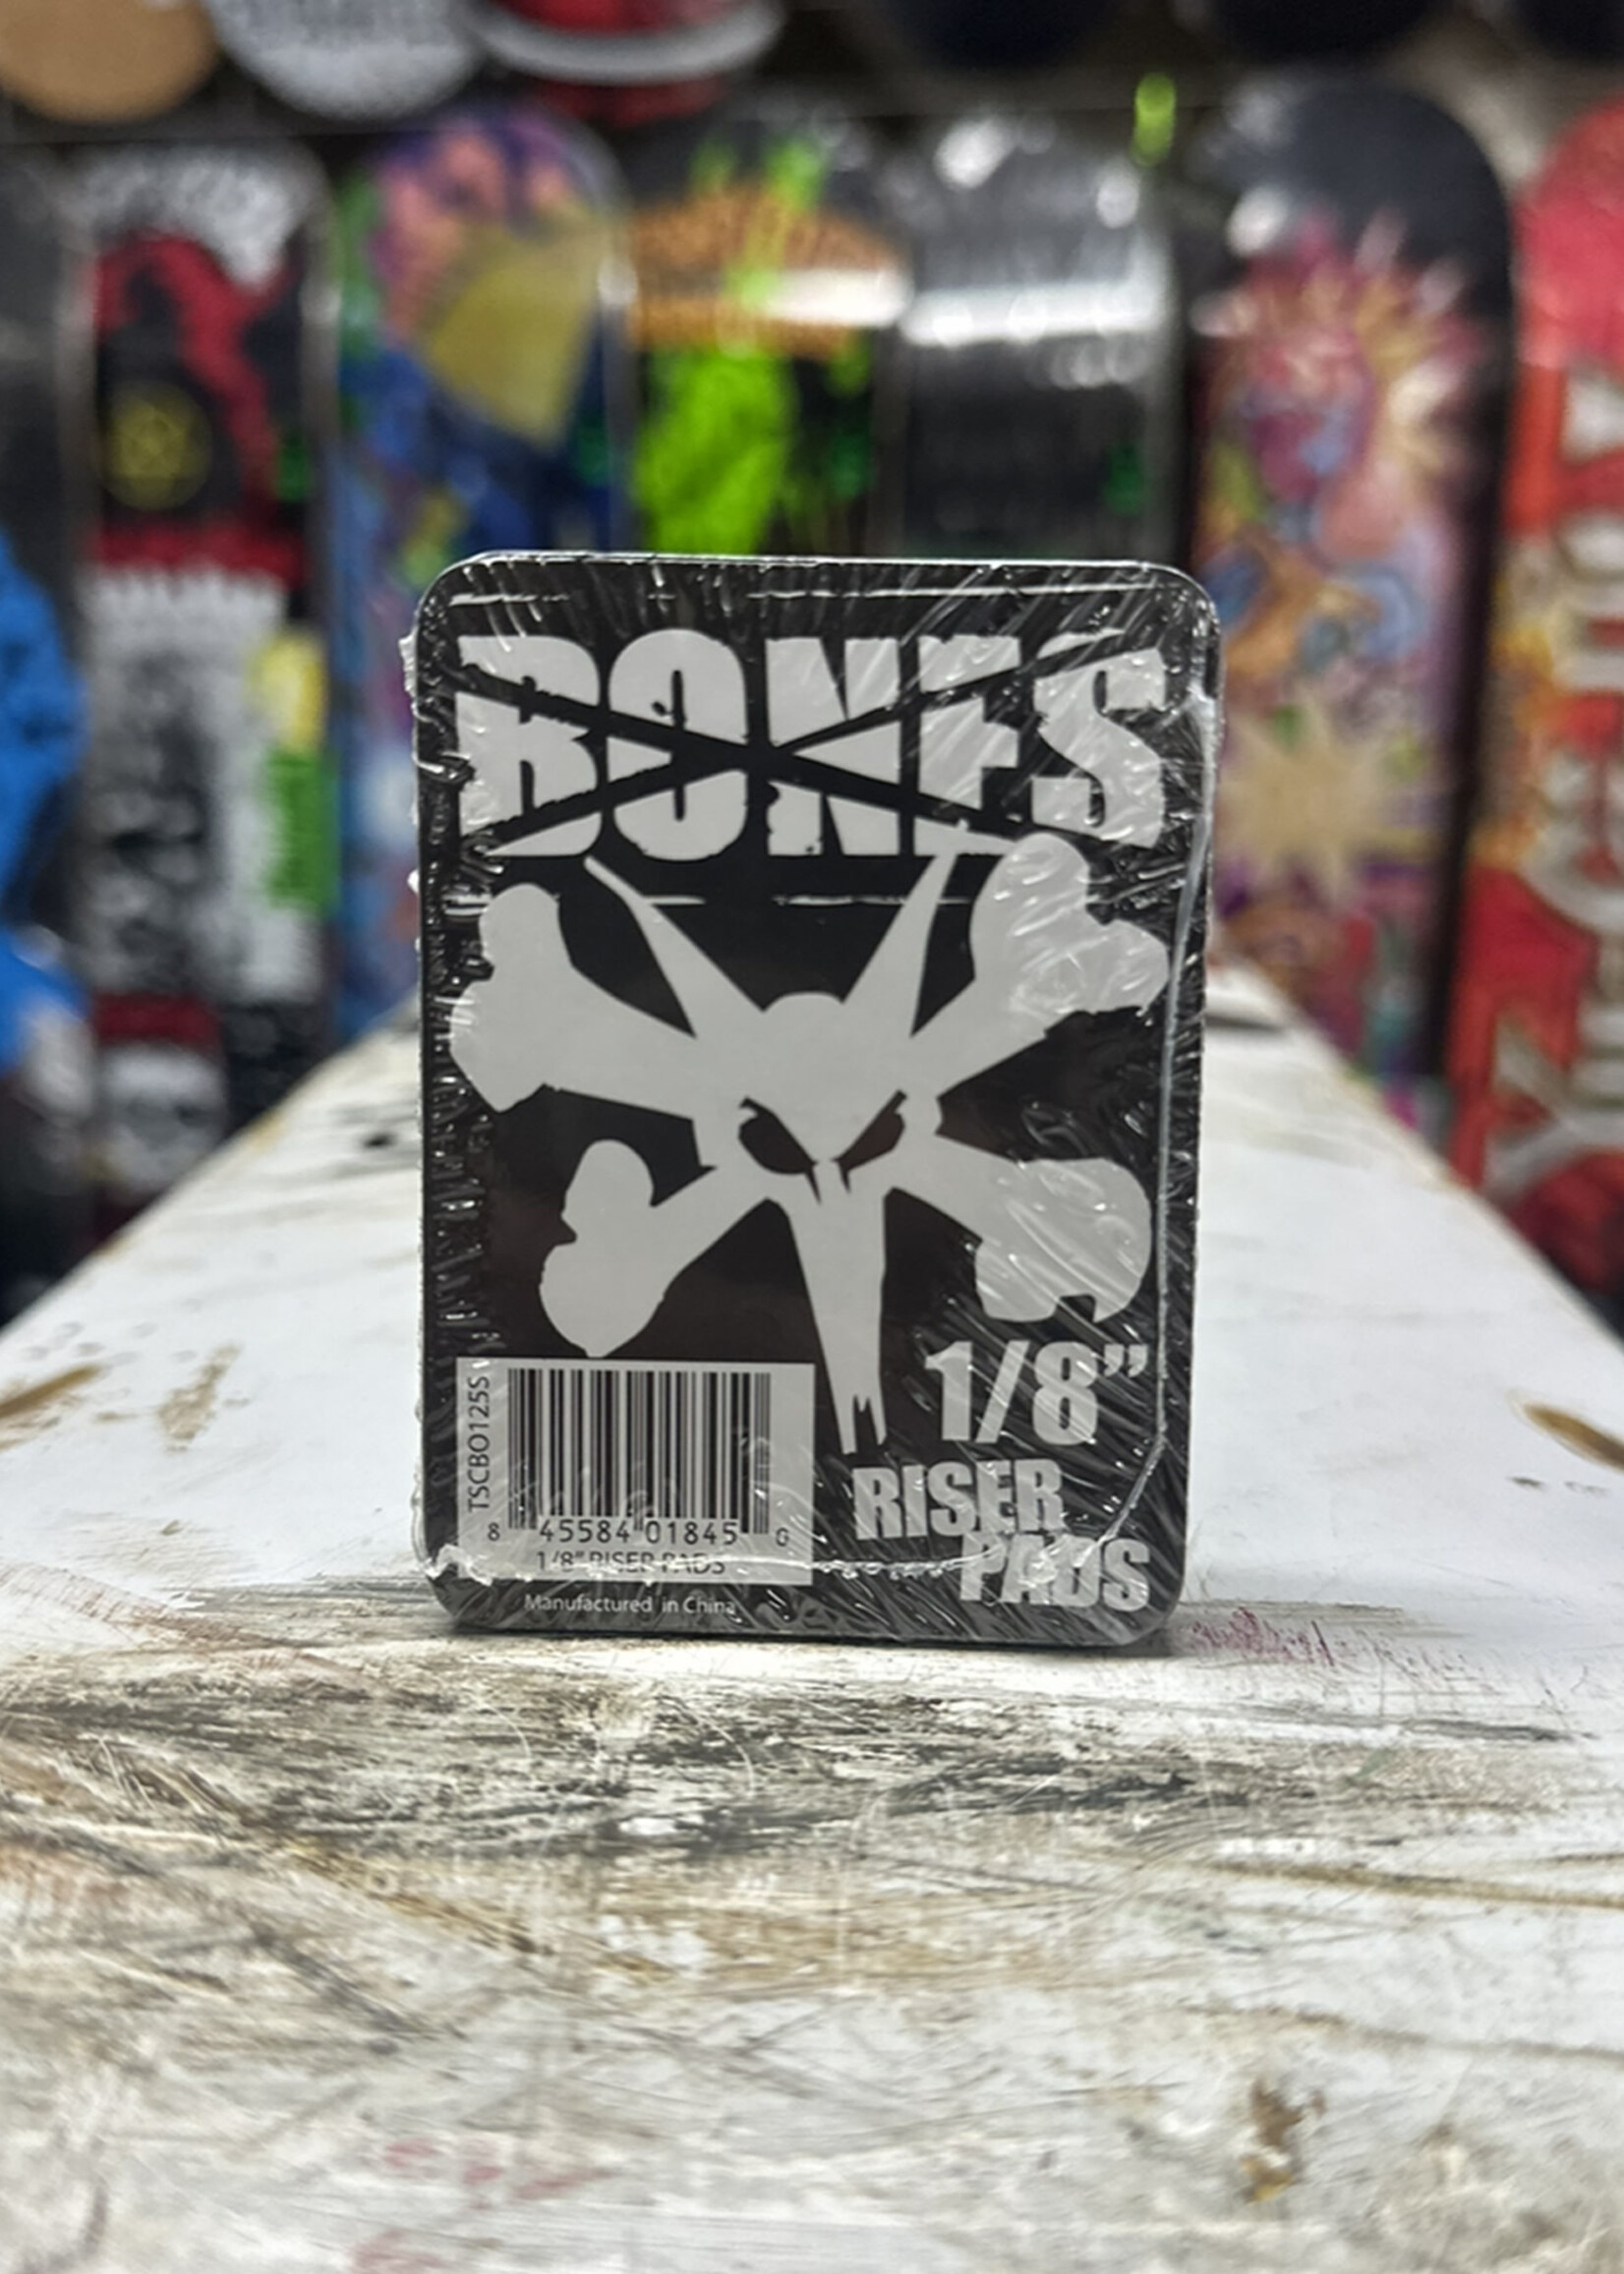 BONES
1/8”
RISER
PADS
TSCBO125S
8 45584 01845 6
1/8" RISER PADS
Manufactured in China